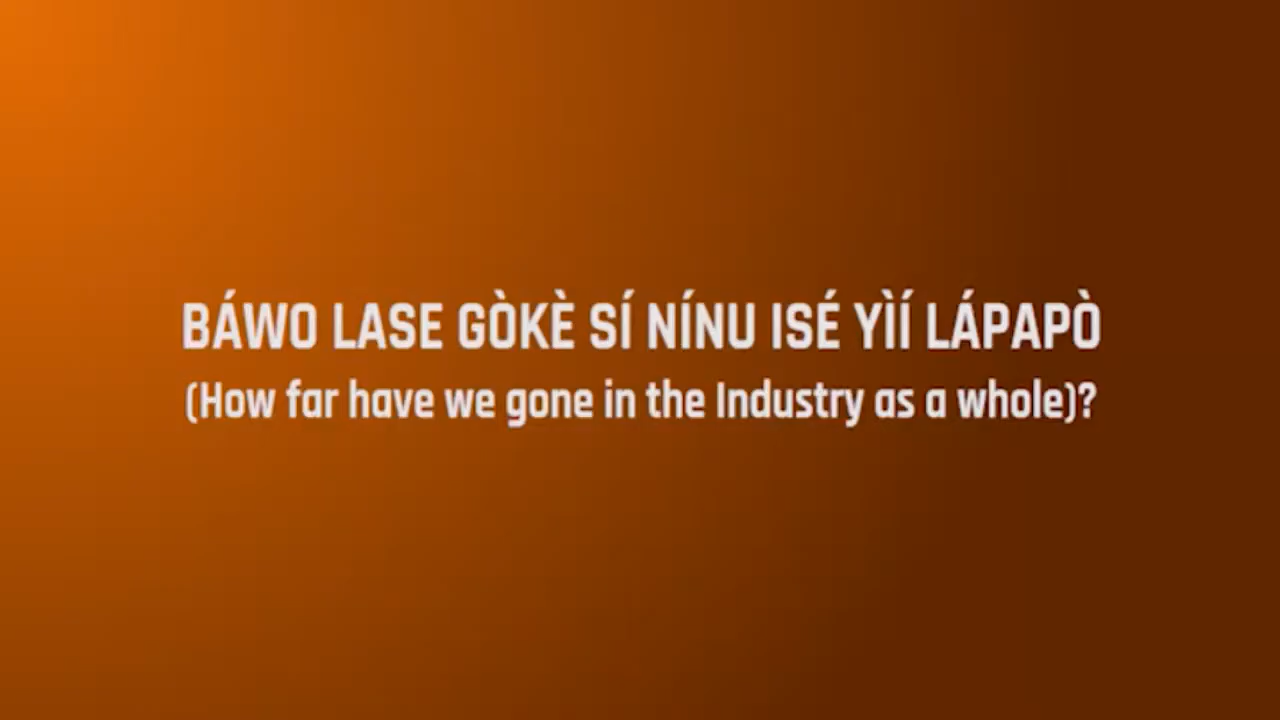 BÁWO LASE GÒKÈ SÍ NÍNU ISÉ YÌÍ LÁPAPÒ
(How far have we gone in the Industry as a whole)?